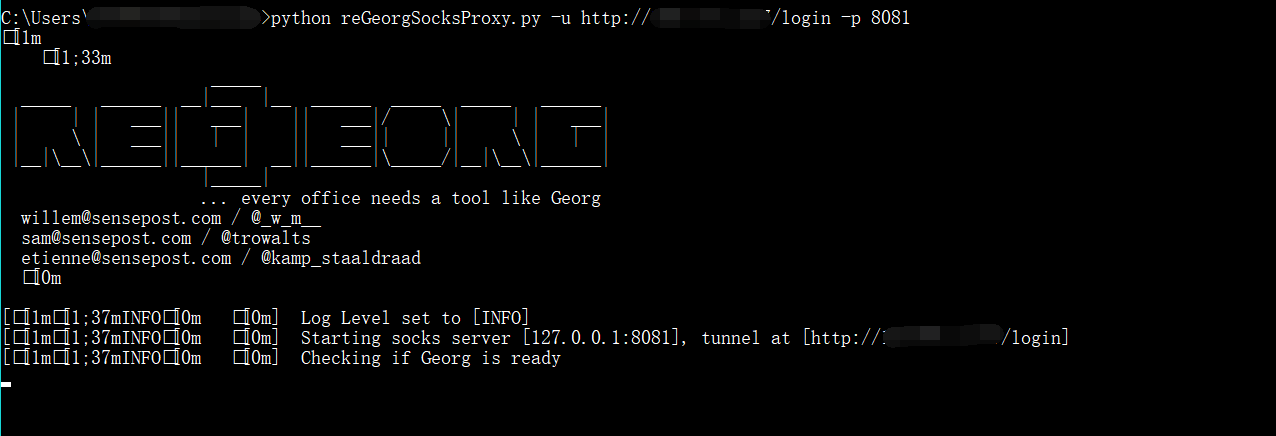 C:\Users\ >python reGeorgSocksProxy.py -u http:// /login -p 8081
[1m
[1;33m
... every office needs a tool like Georg
willem@sensepost.com / @_w_m__
sam@sensepost.com / @trowalts
etienne@sensepost.com / @kamp_staaldraad
[0m
[[1m[1;37mINFO[0m [0m] Log Level set to [INFO]
[[1m[1;37mINFO[0m [0m] Starting socks server [127.0.0.1:8081], tunnel at [http:// /login]
[[1m[1;37mINFO[0m [0m] Checking if Georg is ready